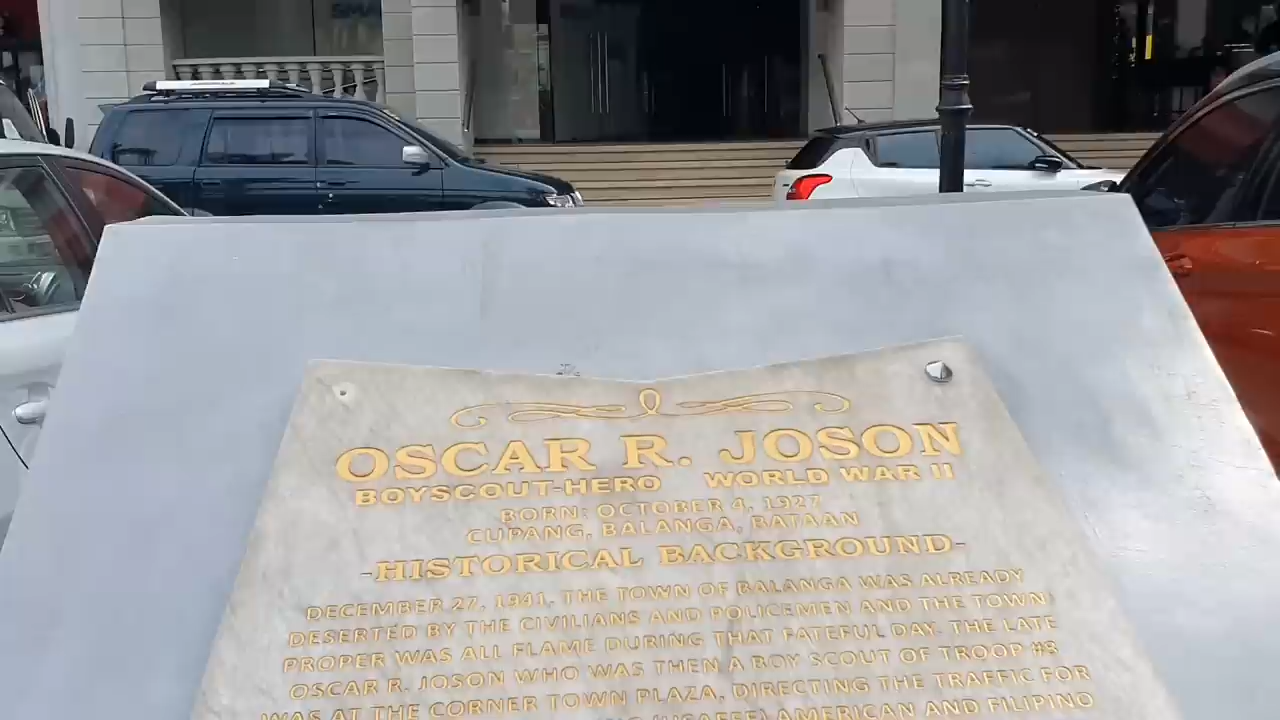 OSCAR R. JOSON
BOYSCOUT-HERO WORLD WAR II
BORN: OCTOBER 4, 1927
CUPANG, BALANGA, BATAAN
-HISTORICAL BACKGROUND-
DECEMBER 27, 1941, THE TOWN OF BALANGA WAS ALREADY
DESERTED BY THE CIVILIANS AND POLICEMEN AND THE TOWN
PROPER WAS ALL FLAME DURING THAT FATEFUL DAY. THE LATE
OSCAR R. JOSON WHO WAS THEN A BOY SCOUT OF TROOP #8
WAS AT THE CORNER TOWN PLAZA, DIRECTING THE TRAFFIC FOR
(USAFFE) AMERICAN AND FILIPINO